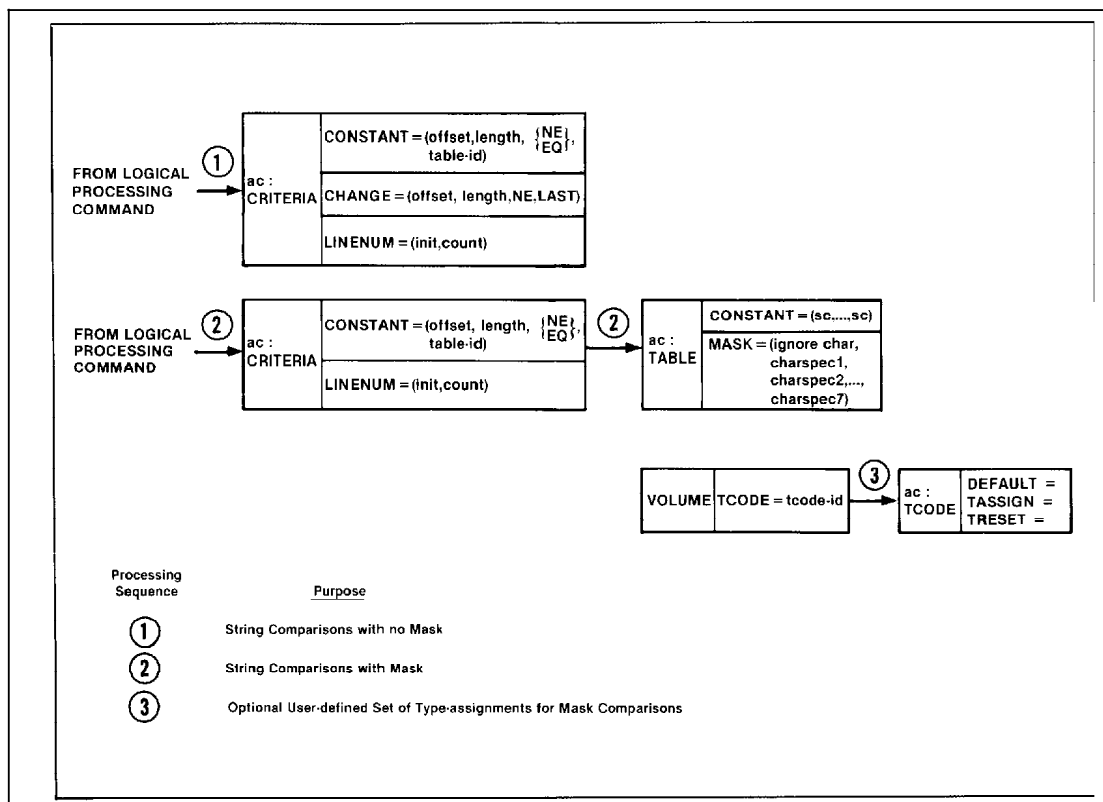 FROM LOGICAL
PROCESSING
COMMAND
1
ac :
CRITERIA
CONSTANT = (offset,length, {NE},
{EQ}
table-id)
CHANGE = (offset, length,NE,LAST)
LINENUM = (init,count)
FROM LOGICAL
PROCESSING
COMMAND
2
ac :
CRITERIA
CONSTANT = (offset, length, {NE},
{EQ}
table-id)
LINENUM = (init,count)
2
ac :
TABLE
CONSTANT = (sc,...,sc)
MASK = (ignore char,
charspec1,
charspec2,...,
charspec7)
VOLUME
TCODE = tcode-id
3
ac :
TCODE
DEFAULT =
TASSIGN =
TRESET =
Processing
Sequence
Purpose
1 String Comparisons with no Mask
2 String Comparisons with Mask
3 Optional User-defined Set of Type-assignments for Mask Comparisons